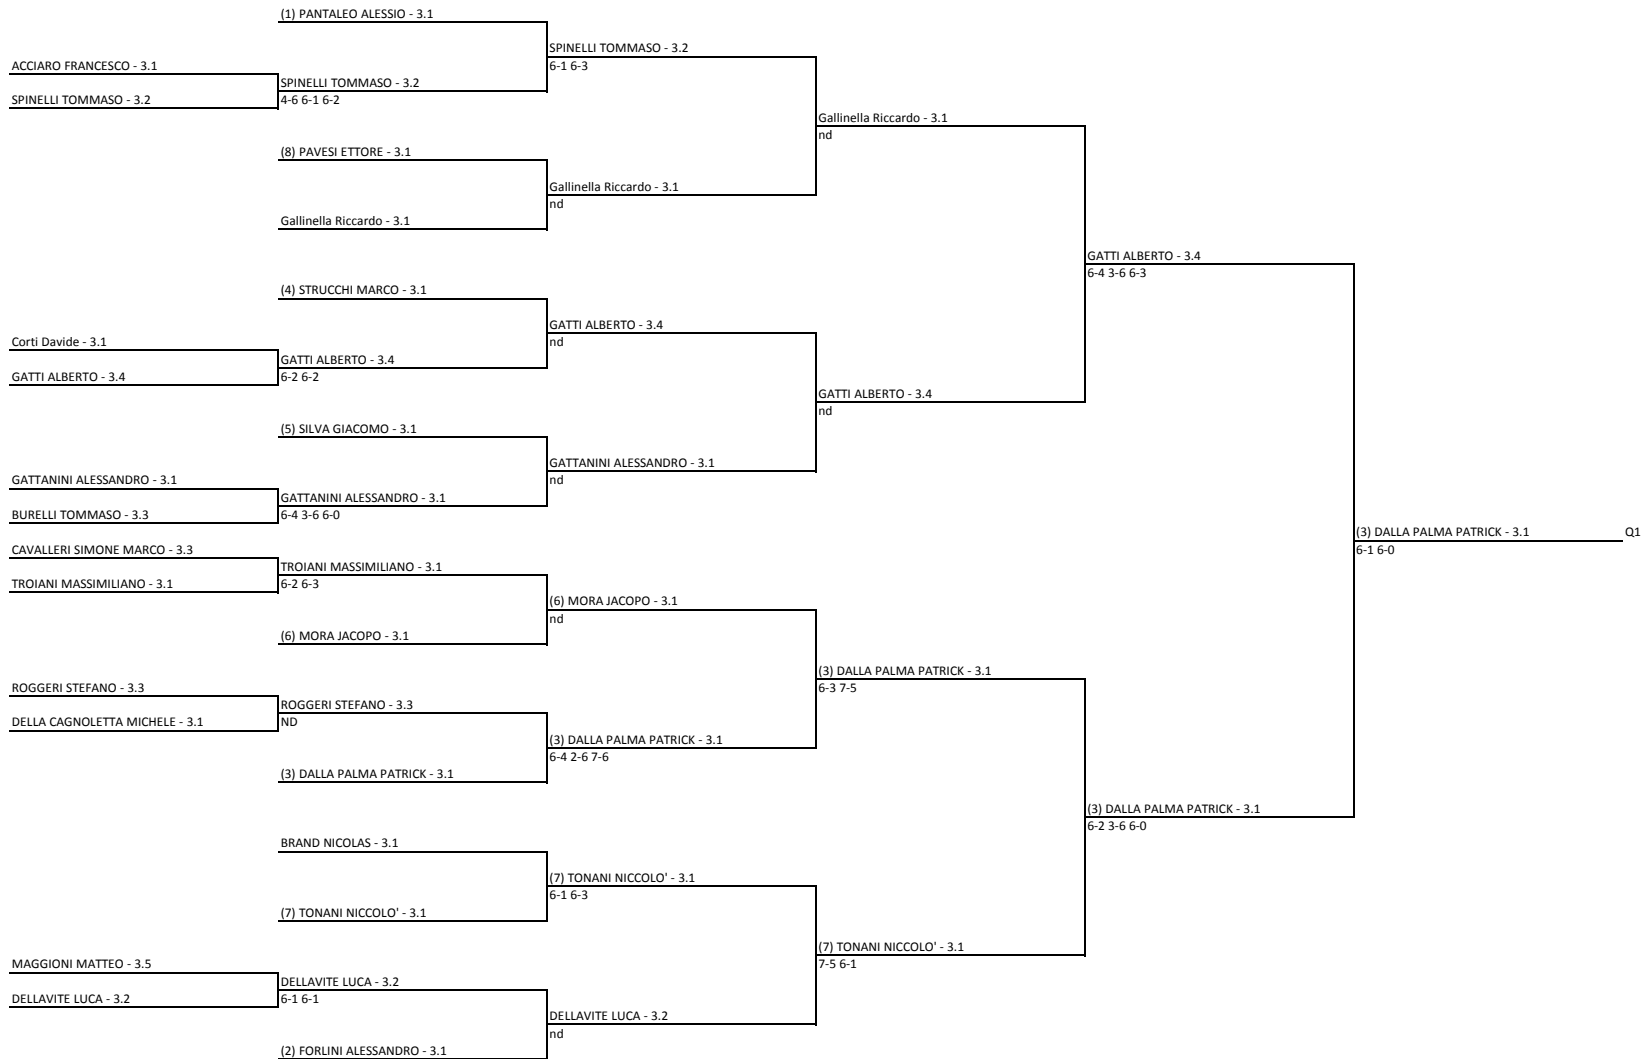 (1) PANTALEO ALESSIO - 3.1
SPINELLI TOMMASO - 3.2
6-1 6-3
ACCIARO FRANCESCO - 3.1
SPINELLI TOMMASO - 3.2
4-6 6-1 6-2
SPINELLI TOMMASO - 3.2
Gallinella Riccardo - 3.1
nd
(8) PAVESI ETTORE - 3.1
Gallinella Riccardo - 3.1
nd
Gallinella Riccardo - 3.1
GATTI ALBERTO - 3.4
6-4 3-6 6-3
(4) STRUCCHI MARCO - 3.1
GATTI ALBERTO - 3.4
nd
Corti Davide - 3.1
GATTI ALBERTO - 3.4
6-2 6-2
GATTI ALBERTO - 3.4
GATTI ALBERTO - 3.4
nd
(5) SILVA GIACOMO - 3.1
GATTANINI ALESSANDRO - 3.1
nd
GATTANINI ALESSANDRO - 3.1
GATTANINI ALESSANDRO - 3.1
6-4 3-6 6-0
BURELLI TOMMASO - 3.3
(3) DALLA PALMA PATRICK - 3.1
Q1
6-1 6-0
CAVALLERI SIMONE MARCO - 3.3
TROIANI MASSIMILIANO - 3.1
6-2 6-3
TROIANI MASSIMILIANO - 3.1
(6) MORA JACOPO - 3.1
nd
(6) MORA JACOPO - 3.1
(3) DALLA PALMA PATRICK - 3.1
6-3 7-5
ROGGERI STEFANO - 3.3
ROGGERI STEFANO - 3.3
ND
DELLA CAGNOLETTA MICHELE - 3.1
(3) DALLA PALMA PATRICK - 3.1
6-4 2-6 7-6
(3) DALLA PALMA PATRICK - 3.1
(3) DALLA PALMA PATRICK - 3.1
6-2 3-6 6-0
BRAND NICOLAS - 3.1
(7) TONANI NICCOLO' - 3.1
6-1 6-3
(7) TONANI NICCOLO' - 3.1
(7) TONANI NICCOLO' - 3.1
7-5 6-1
MAGGIONI MATTEO - 3.5
DELLAVITE LUCA - 3.2
6-1 6-1
DELLAVITE LUCA - 3.2
DELLAVITE LUCA - 3.2
nd
(2) FORLINI ALESSANDRO - 3.1